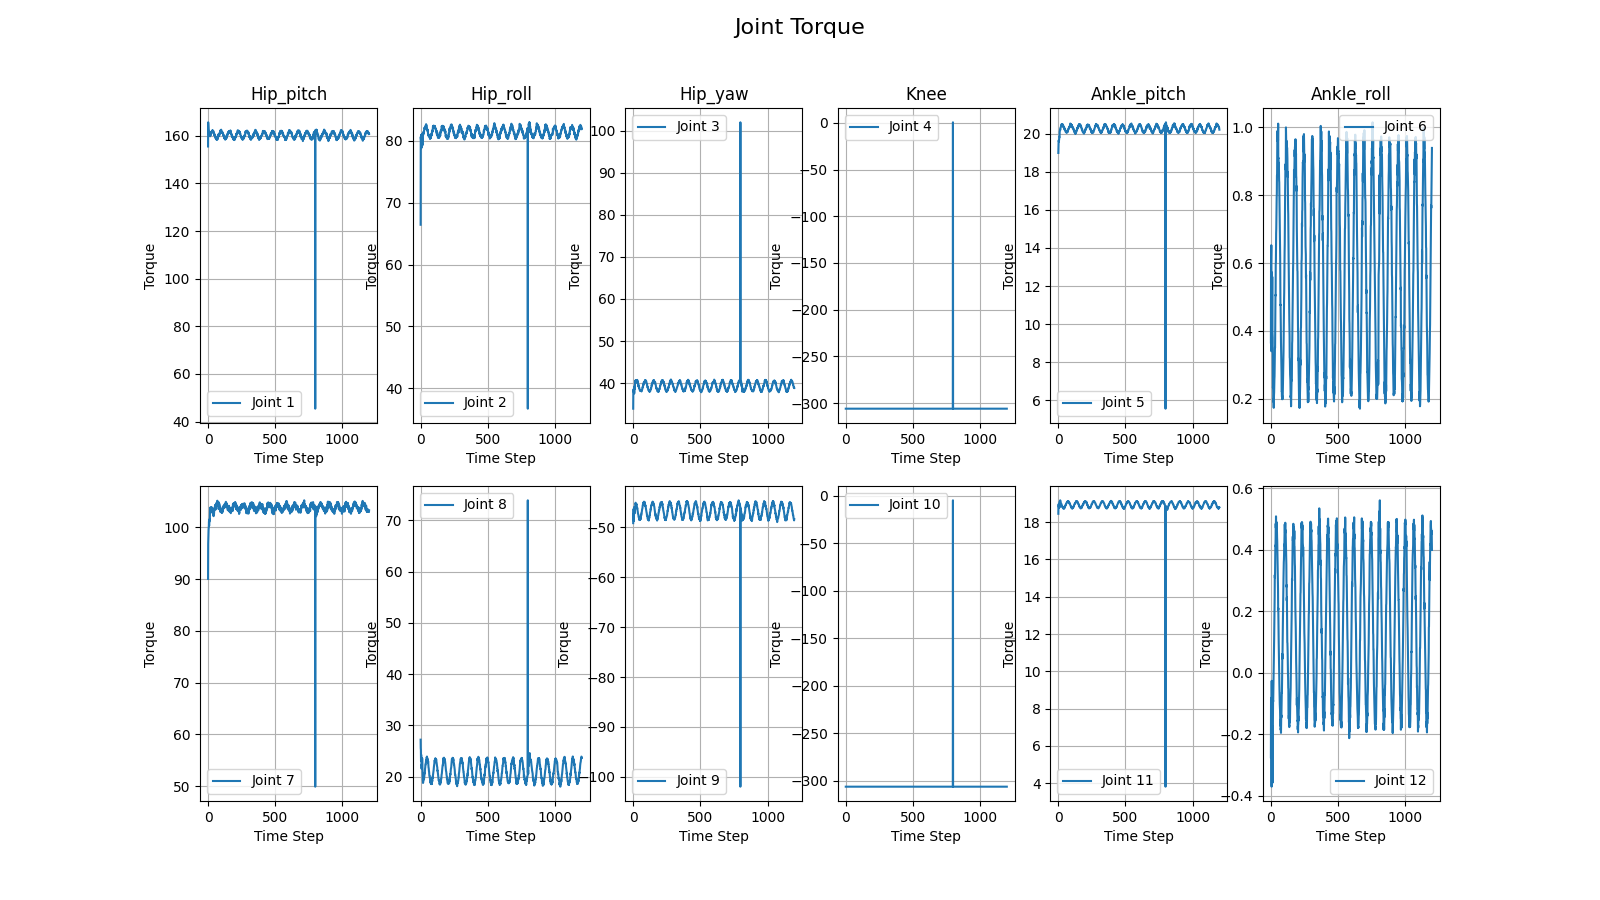 Joint Torque
Hip_pitch
160
140
120
100
80
60
40
Torque
0 500 1000
Time Step
Joint 1
Hip_roll
80
70
60
50
40
Torque
0 500 1000
Time Step
Joint 2
Hip_yaw
100
90
80
70
60
50
40
Torque
0 500 1000
Time Step
Joint 3
Knee
0
−50
−100
−150
−200
−250
−300
Torque
0 500 1000
Time Step
Joint 4
Ankle_pitch
20
18
16
14
12
10
8
6
Torque
0 500 1000
Time Step
Joint 5
Ankle_roll
1.0
0.8
0.6
0.4
0.2
Torque
0 500 1000
Time Step
Joint 6
100
90
80
70
60
50
Torque
0 500 1000
Time Step
Joint 7
70
60
50
40
30
20
Torque
0 500 1000
Time Step
Joint 8
−50
−60
−70
−80
−90
−100
Torque
0 500 1000
Time Step
Joint 9
0
−50
−100
−150
−200
−250
−300
Torque
0 500 1000
Time Step
Joint 10
18
16
14
12
10
8
6
4
Torque
0 500 1000
Time Step
Joint 11
0.6
0.4
0.2
0.0
−0.2
−0.4
Torque
0 500 1000
Time Step
Joint 12